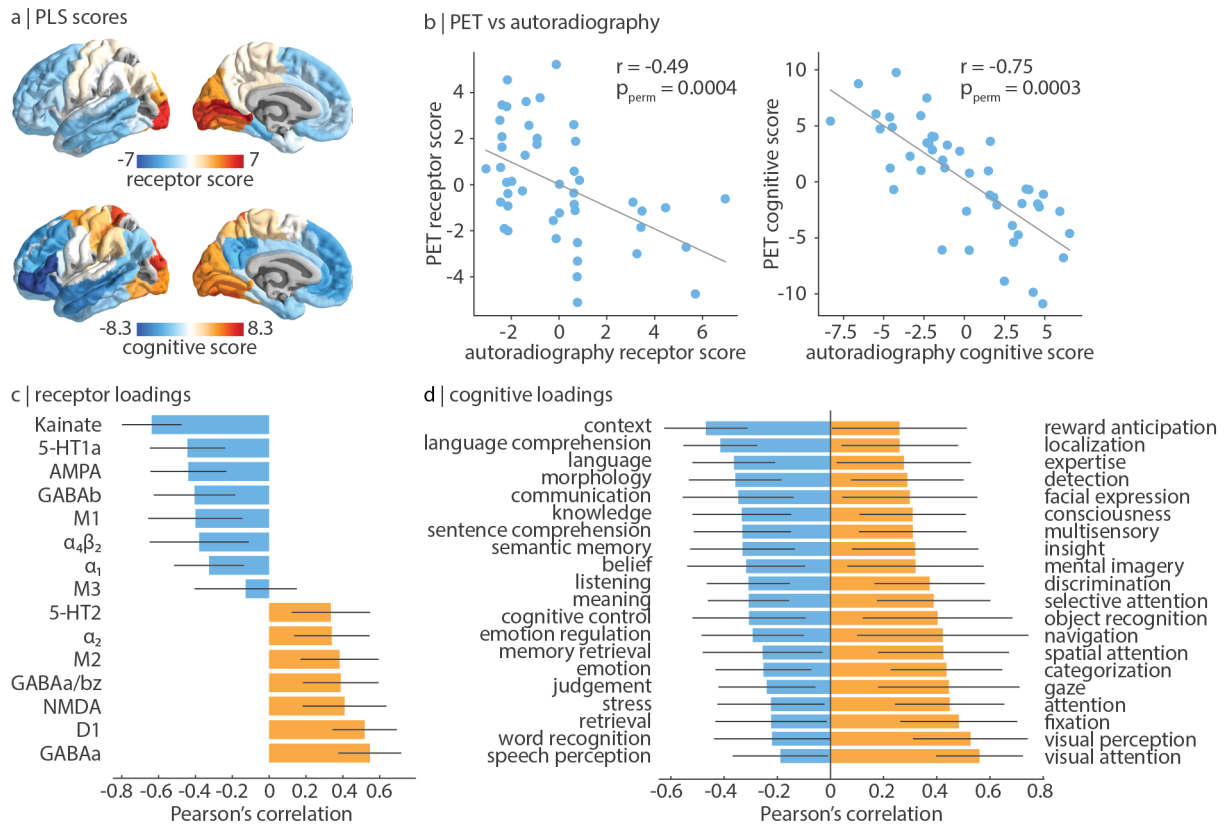 a | PLS scores
-7 7
receptor score
-8.3 8.3
cognitive score
b | PET vs autoradiography
r = -0.49
p_perm = 0.0004
PET receptor score
4
2
0
-2
-4
-2 0 2 4 6
autoradiography receptor score
r = -0.75
p_perm = 0.0003
PET cognitive score
10
5
0
-5
-10
-7.5 -5 -2.5 0 2.5 5
autoradiography cognitive score
c | receptor loadings
Kainate
5-HT1a
AMPA
GABAb
M1
α₄β₂
α₁
M3
5-HT2
α₂
M2
GABAa/bz
NMDA
D1
GABAa
-0.8 -0.6 -0.4 -0.2 0 0.2 0.4 0.6
Pearson's correlation
d | cognitive loadings
context
language comprehension
language
morphology
communication
knowledge
sentence comprehension
semantic memory
belief
listening
meaning
cognitive control
emotion regulation
memory retrieval
emotion
judgement
stress
retrieval
word recognition
speech perception
reward anticipation
localization
expertise
detection
facial expression
consciousness
multisensory
insight
mental imagery
discrimination
selective attention
object recognition
navigation
spatial attention
categorization
gaze
attention
fixation
visual perception
visual attention
-0.6 -0.4 -0.2 0 0.2 0.4 0.6 0.8
Pearson's correlation